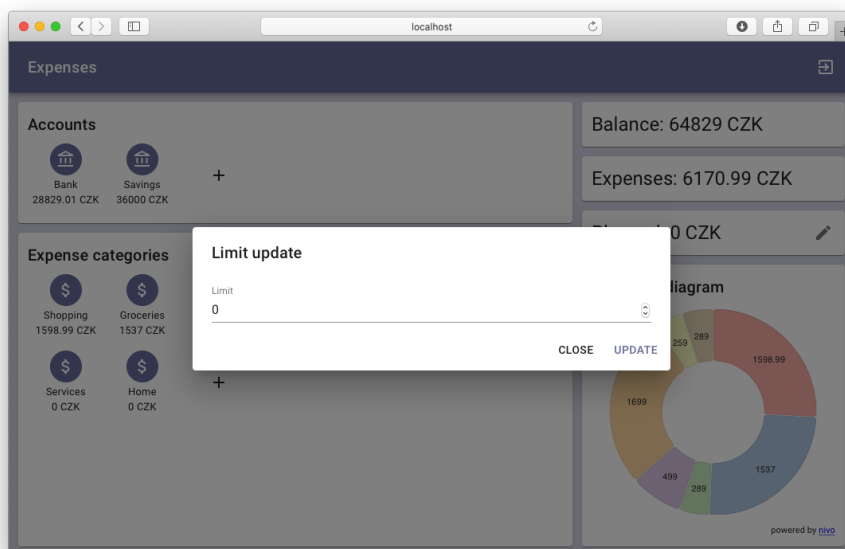 localhost
Expenses
Accounts
Bank
28829.01 CZK
Savings
36000 CZK
+
Balance: 64829 CZK
Expenses: 6170.99 CZK
0 CZK
Expense categories
Shopping
1598.99 CZK
Groceries
1537 CZK
Services
0 CZK
Home
0 CZK
+
Limit update
Limit
0
CLOSE
UPDATE
diagram
259
289
1598.99
1699
1537
499
289
powered by nivo